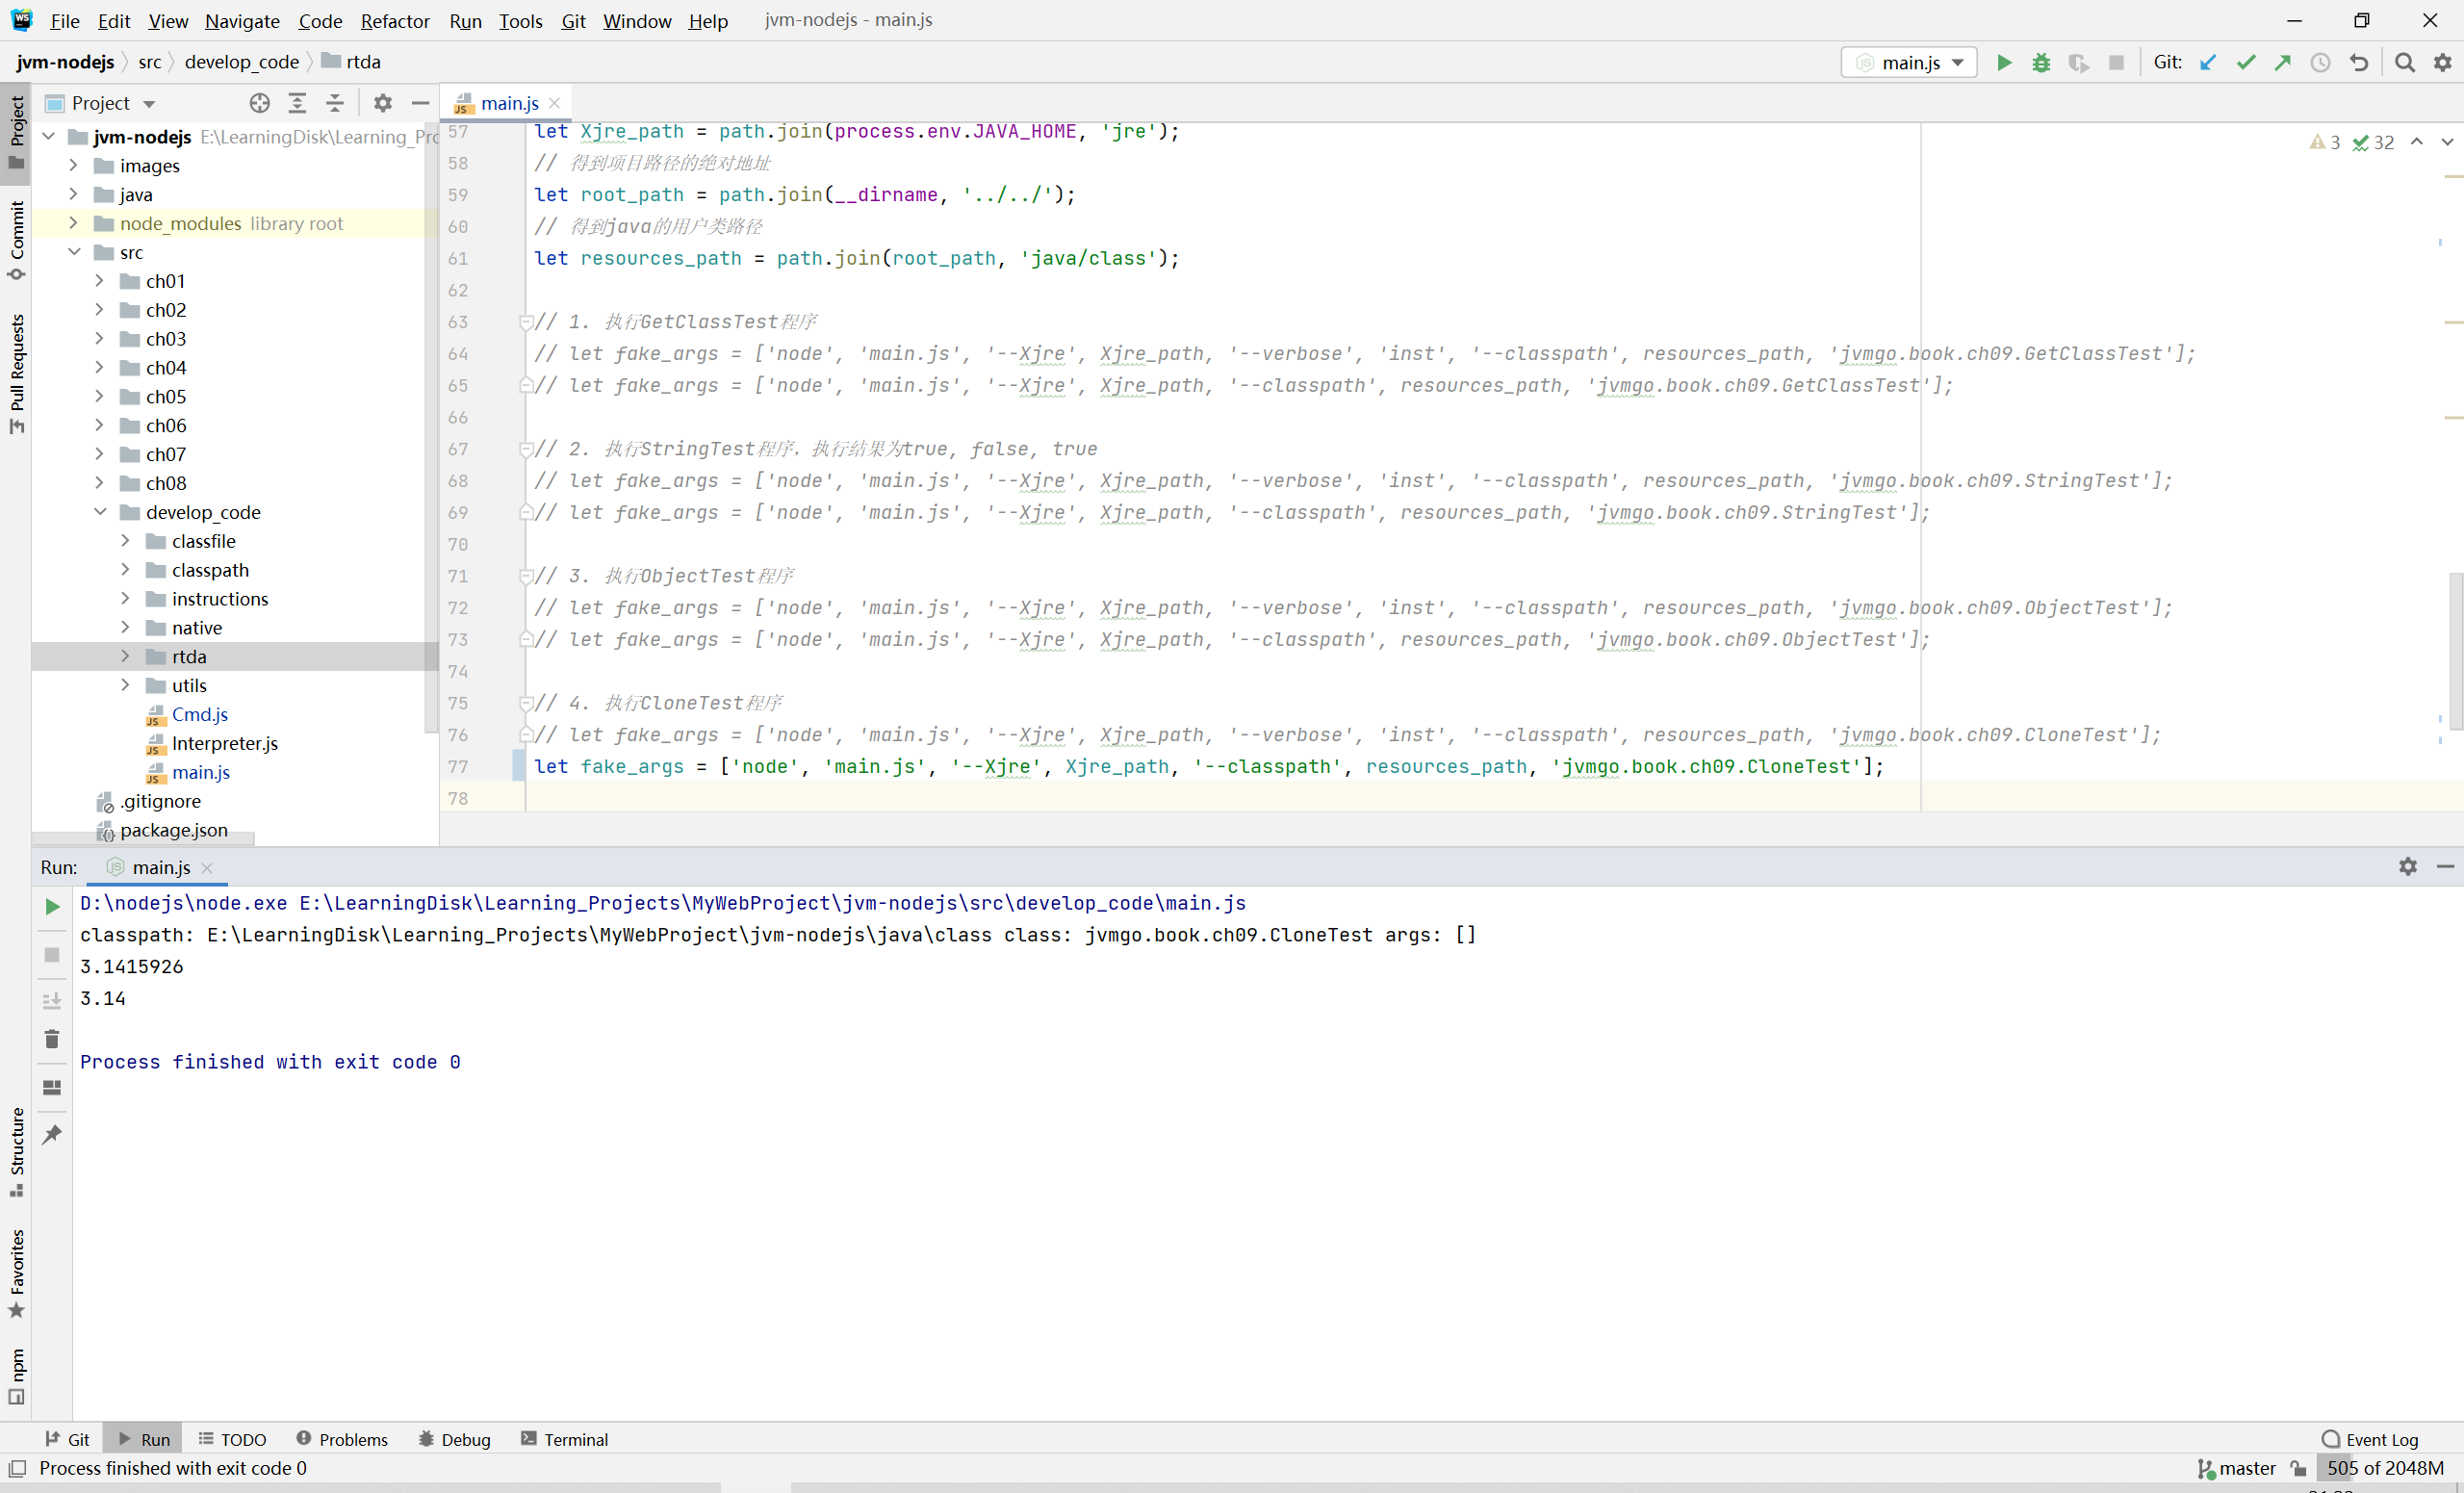 File Edit View Navigate Code Refactor Run Tools Git Window Help jvm-nodejs - main.js
jvm-nodejs src develop_code rtda main.js Git:
Project
main.js
Project
Commit
Pull Requests
jvm-nodejs E:\LearningDisk\Learning_Pro
images
java
node_modules library root
src
ch01
ch02
ch03
ch04
ch05
ch06
ch07
ch08
develop_code
classfile
classpath
instructions
native
rtda
utils
Cmd.js
Interpreter.js
main.js
.gitignore
package.json
3 32
57 let Xjre_path = path.join(process.env.JAVA_HOME, 'jre');
58 // 得到项目路径的绝对地址
59 let root_path = path.join(__dirname, '../../');
60 // 得到java的用户类路径
61 let resources_path = path.join(root_path, 'java/class');
62
63 // 1. 执行GetClassTest程序
64 // let fake_args = ['node', 'main.js', '--Xjre', Xjre_path, '--verbose', 'inst', '--classpath', resources_path, 'jvmgo.book.ch09.GetClassTest'];
65 // let fake_args = ['node', 'main.js', '--Xjre', Xjre_path, '--classpath', resources_path, 'jvmgo.book.ch09.GetClassTest'];
66
67 // 2. 执行StringTest程序. 执行结果为true, false, true
68 // let fake_args = ['node', 'main.js', '--Xjre', Xjre_path, '--verbose', 'inst', '--classpath', resources_path, 'jvmgo.book.ch09.StringTest'];
69 // let fake_args = ['node', 'main.js', '--Xjre', Xjre_path, '--classpath', resources_path, 'jvmgo.book.ch09.StringTest'];
70
71 // 3. 执行ObjectTest程序
72 // let fake_args = ['node', 'main.js', '--Xjre', Xjre_path, '--verbose', 'inst', '--classpath', resources_path, 'jvmgo.book.ch09.ObjectTest'];
73 // let fake_args = ['node', 'main.js', '--Xjre', Xjre_path, '--classpath', resources_path, 'jvmgo.book.ch09.ObjectTest'];
74
75 // 4. 执行CloneTest程序
76 // let fake_args = ['node', 'main.js', '--Xjre', Xjre_path, '--verbose', 'inst', '--classpath', resources_path, 'jvmgo.book.ch09.CloneTest'];
77 let fake_args = ['node', 'main.js', '--Xjre', Xjre_path, '--classpath', resources_path, 'jvmgo.book.ch09.CloneTest'];
78
Run: main.js
D:\nodejs\node.exe E:\LearningDisk\Learning_Projects\MyWebProject\jvm-nodejs\src\develop_code\main.js
classpath: E:\LearningDisk\Learning_Projects\MyWebProject\jvm-nodejs\java\class class: jvmgo.book.ch09.CloneTest args: []
3.1415926
3.14
Process finished with exit code 0
Structure
Favorites
npm
Git Run TODO Problems Debug Terminal Event Log
Process finished with exit code 0 master 505 of 2048M